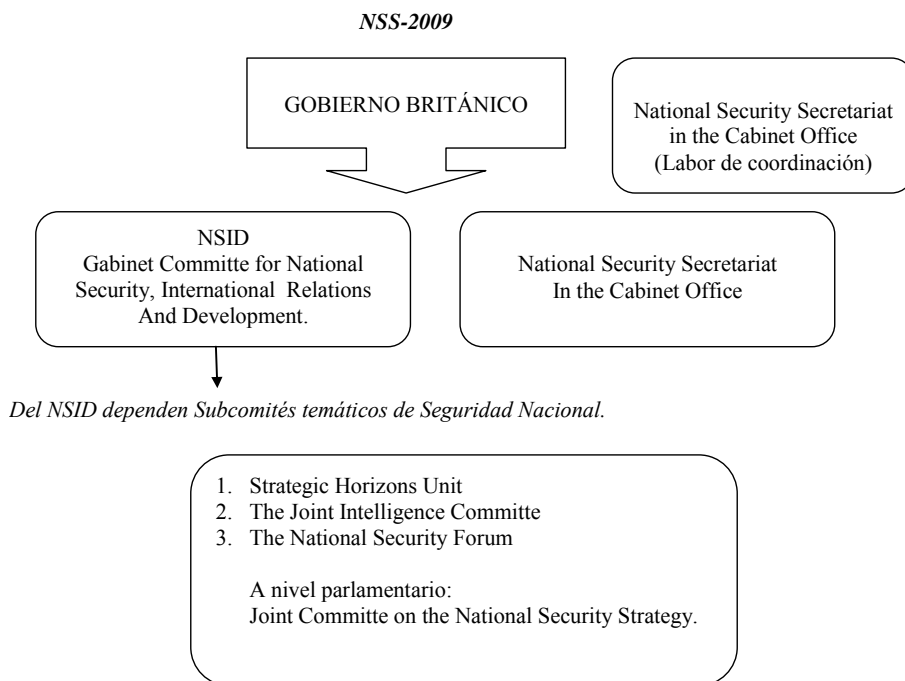 NSS-2009
GOBIERNO BRITÁNICO
National Security Secretariat
in the Cabinet Office
(Labor de coordinación)
NSID
Gabinet Committe for National
Security, International Relations
And Development.
National Security Secretariat
In the Cabinet Office
Del NSID dependen Subcomités temáticos de Seguridad Nacional.
1. Strategic Horizons Unit
2. The Joint Intelligence Committe
3. The National Security Forum
A nivel parlamentario:
Joint Committe on the National Security Strategy.